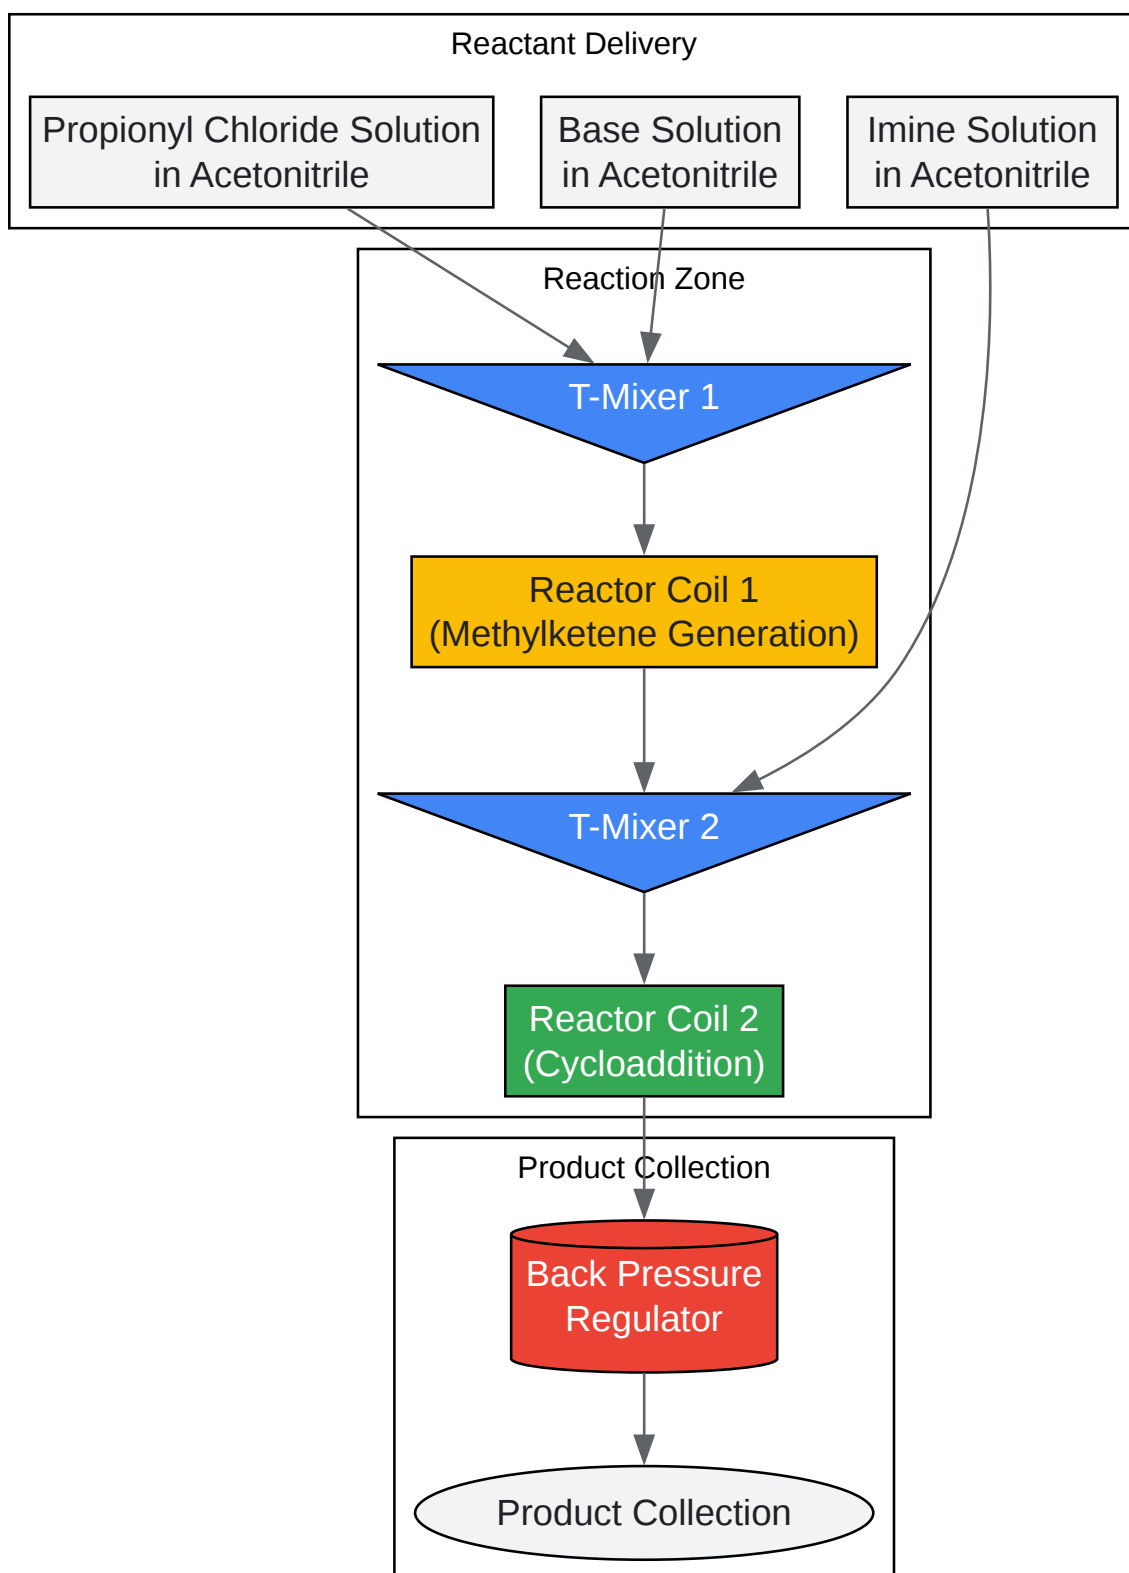 Reactant Delivery
Propionyl Chloride Solution
in Acetonitrile
Base Solution
in Acetonitrile
Imine Solution
in Acetonitrile
Reaction Zone
T-Mixer 1
Reactor Coil 1
(Methylketene Generation)
T-Mixer 2
Reactor Coil 2
(Cycloaddition)
Product Collection
Back Pressure
Regulator
Product Collection